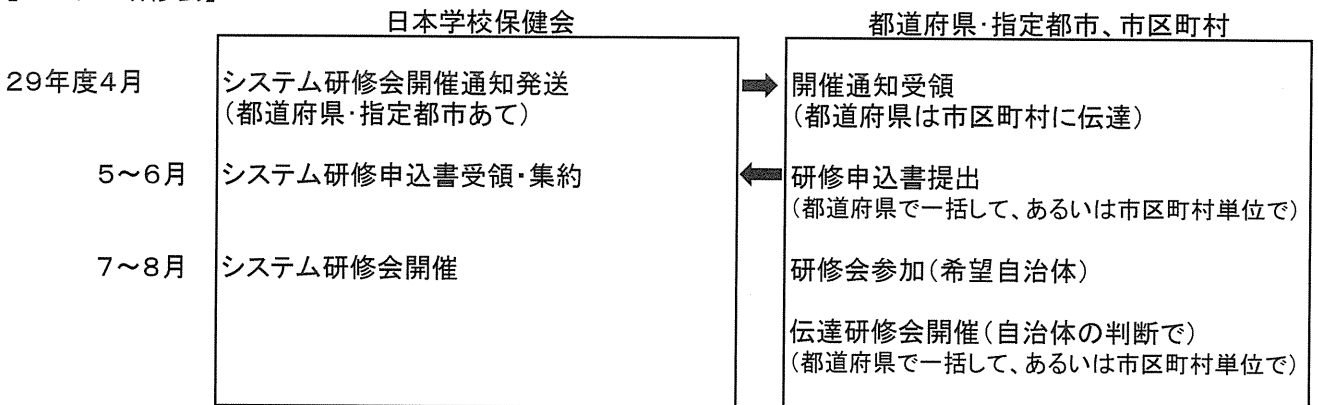 日本学校保健会
都道府県・指定都市、市区町村
29年度4月
システム研修会開催通知発送
(都道府県・指定都市あて)
開催通知受領
(都道府県は市区町村に伝達)
5~6月
システム研修申込書受領・集約
研修申込書提出
(都道府県で一括して、あるいは市区町村単位で)
7~8月
システム研修会開催
研修会参加(希望自治体)
伝達研修会開催(自治体の判断で)
(都道府県で一括して、あるいは市区町村単位で)